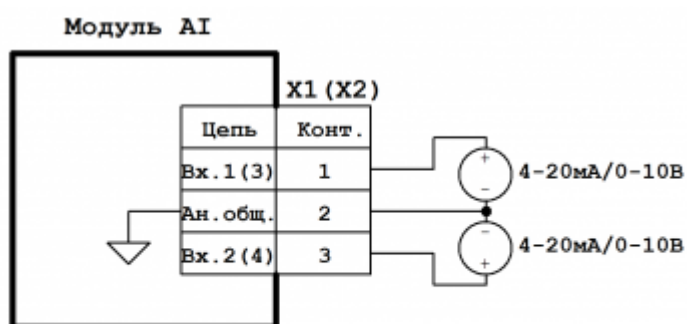 Модуль AI
X1(X2)
Цепь Конт.
Вх.1(3) 1
+
4-20мА/0-10В
-
Ан.общ. 2
-
4-20мА/0-10В
Вх.2(4) 3
+